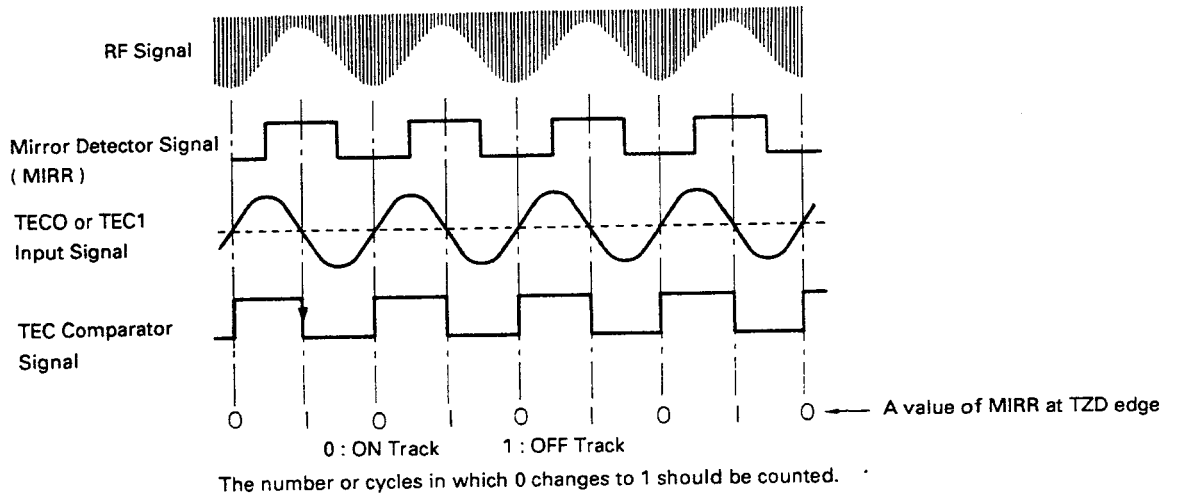 RF Signal
Mirror Detector Signal
( MIRR )
TECO or TEC1
Input Signal
TEC Comparator
Signal
0 1 0 1 0 1 0 1 0
A value of MIRR at TZD edge
0 : ON Track 1 : OFF Track
The number or cycles in which 0 changes to 1 should be counted.